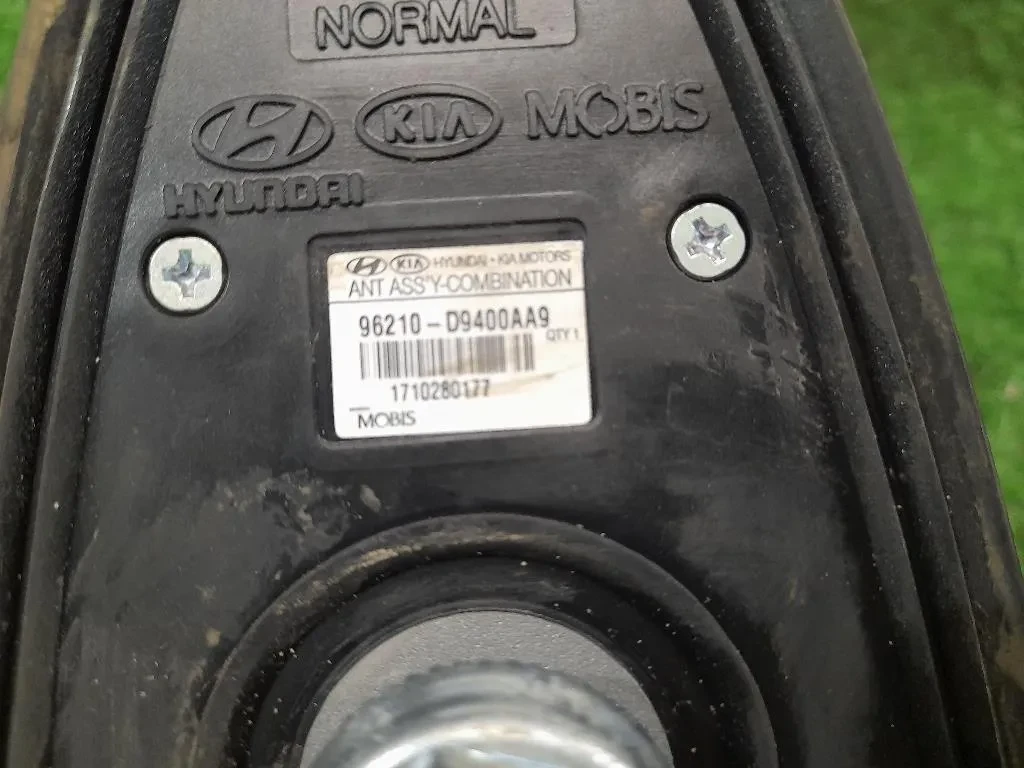 NORMAL
KIA MOBIS
HYUNDAI
KIA HYUNDAI • KIA MOTORS
ANT ASS'Y-COMBINATION
96210-D9400AA9
QTY 1
1710280177
MOBIS